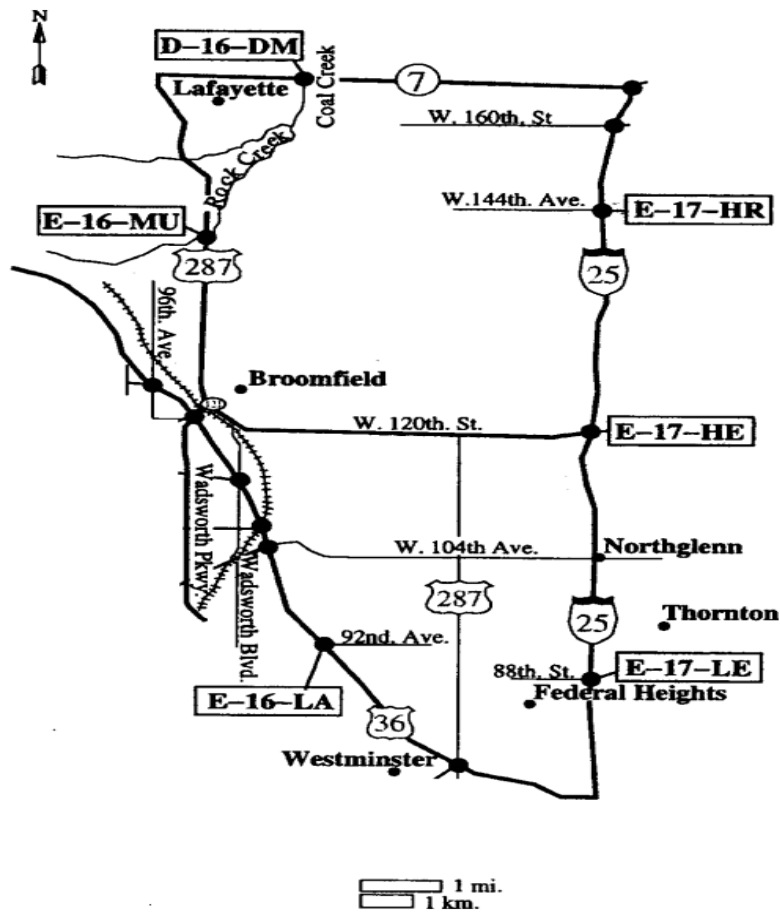 N
D-16-DM
Lafayette
Coal Creek
7
W. 160th. St
Rock Creek
W.144th. Ave.
E-17-HR
E-16-MU
287
25
96th. Ave
Broomfield
121
W. 120th. St.
E-17-HE
Wadsworth Pkwy.
W. 104th Ave.
Northglenn
287
25
Thornton
Wadsworth Blvd.
92nd. Ave.
88th. St.
E-17-LE
E-16-LA
Federal Heights
36
Westminster
1 mi.
1 km.